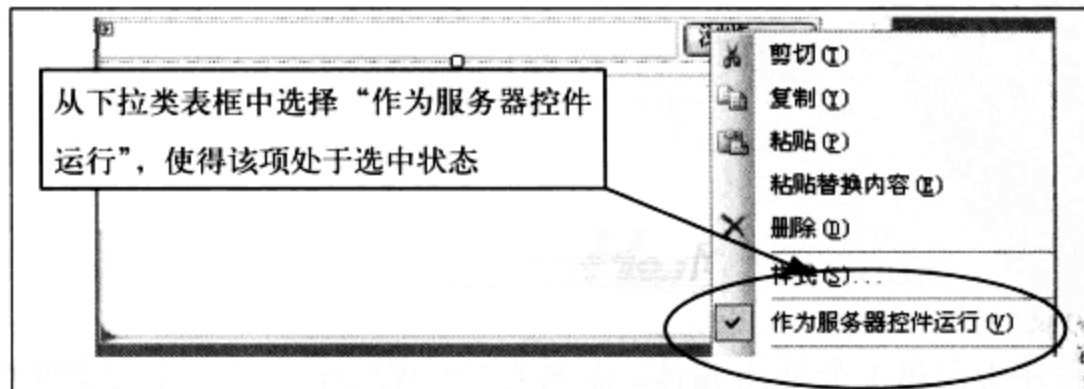 剪切(T)
复制(Y)
从下拉类表框中选择“作为服务器控件
运行”，使得该项处于选中状态
粘贴(P)
粘贴替换内容(E)
删除(D)
样式(S)...
作为服务器控件运行(V)